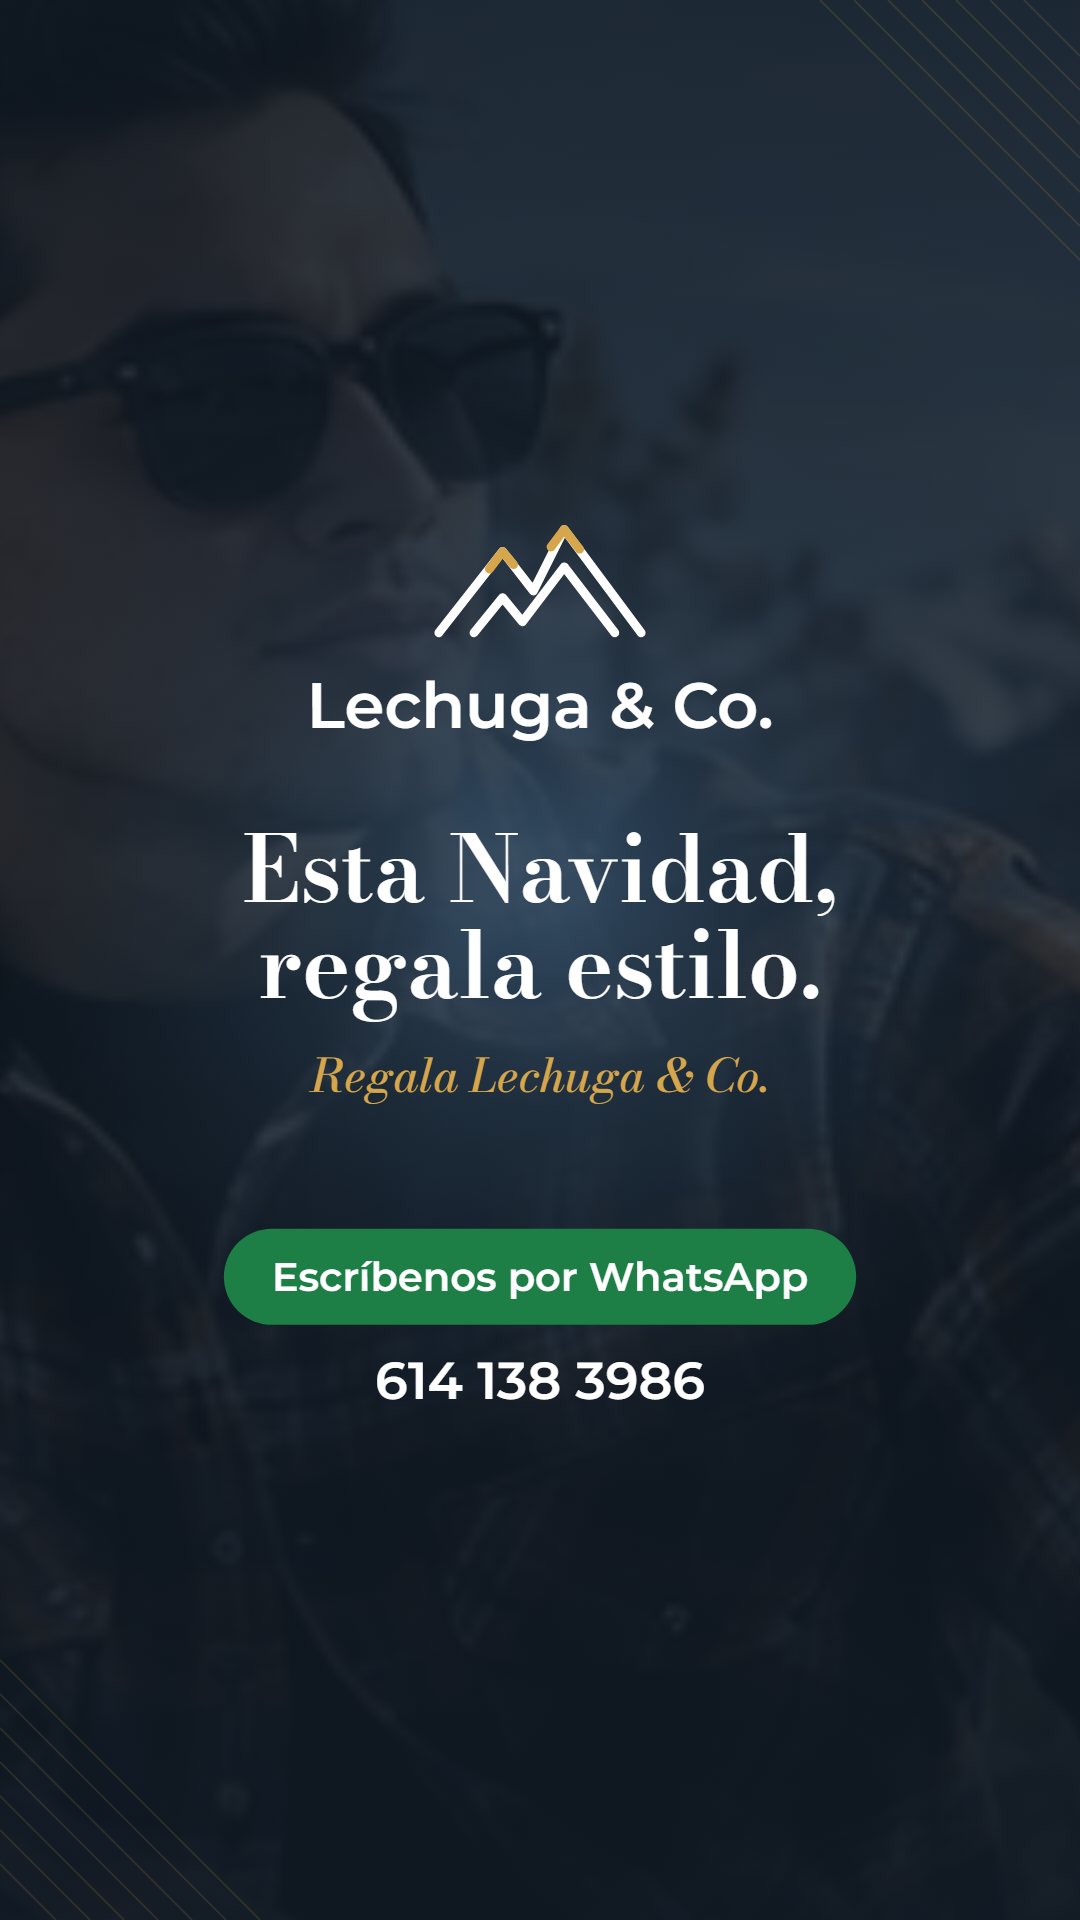 Lechuga & Co.
Esta Navidad,
regala estilo.
Regala Lechuga & Co.
Escríbenos por WhatsApp
614 138 3986